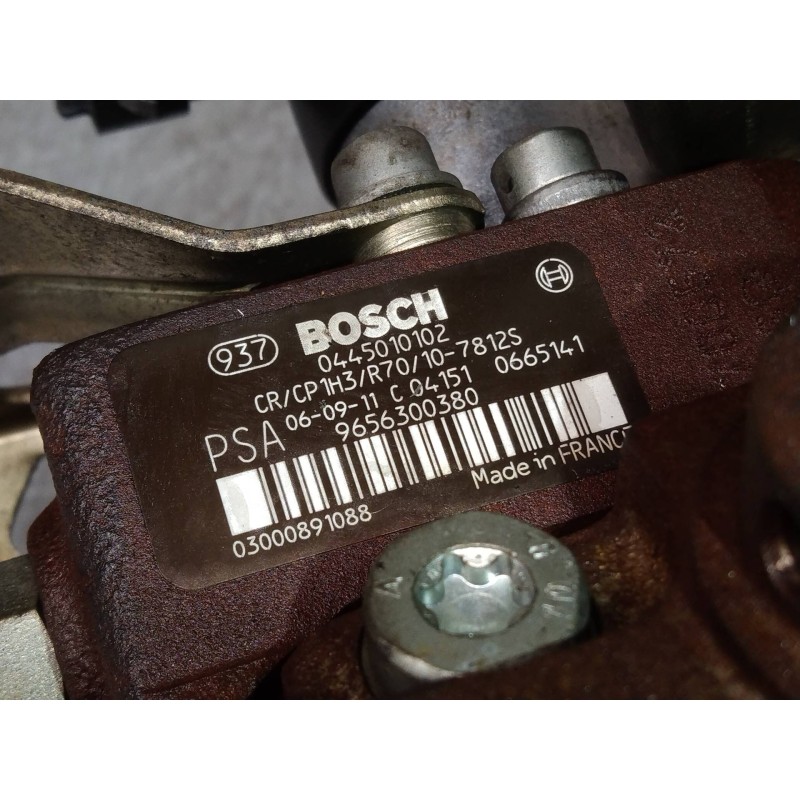 937 BOSCH
0445010102
CR/CP1H3/R70/10-7812S
06-09-11 C 04151 0665141
PSA 9656300380
Made in FRANCE
03000891088
A